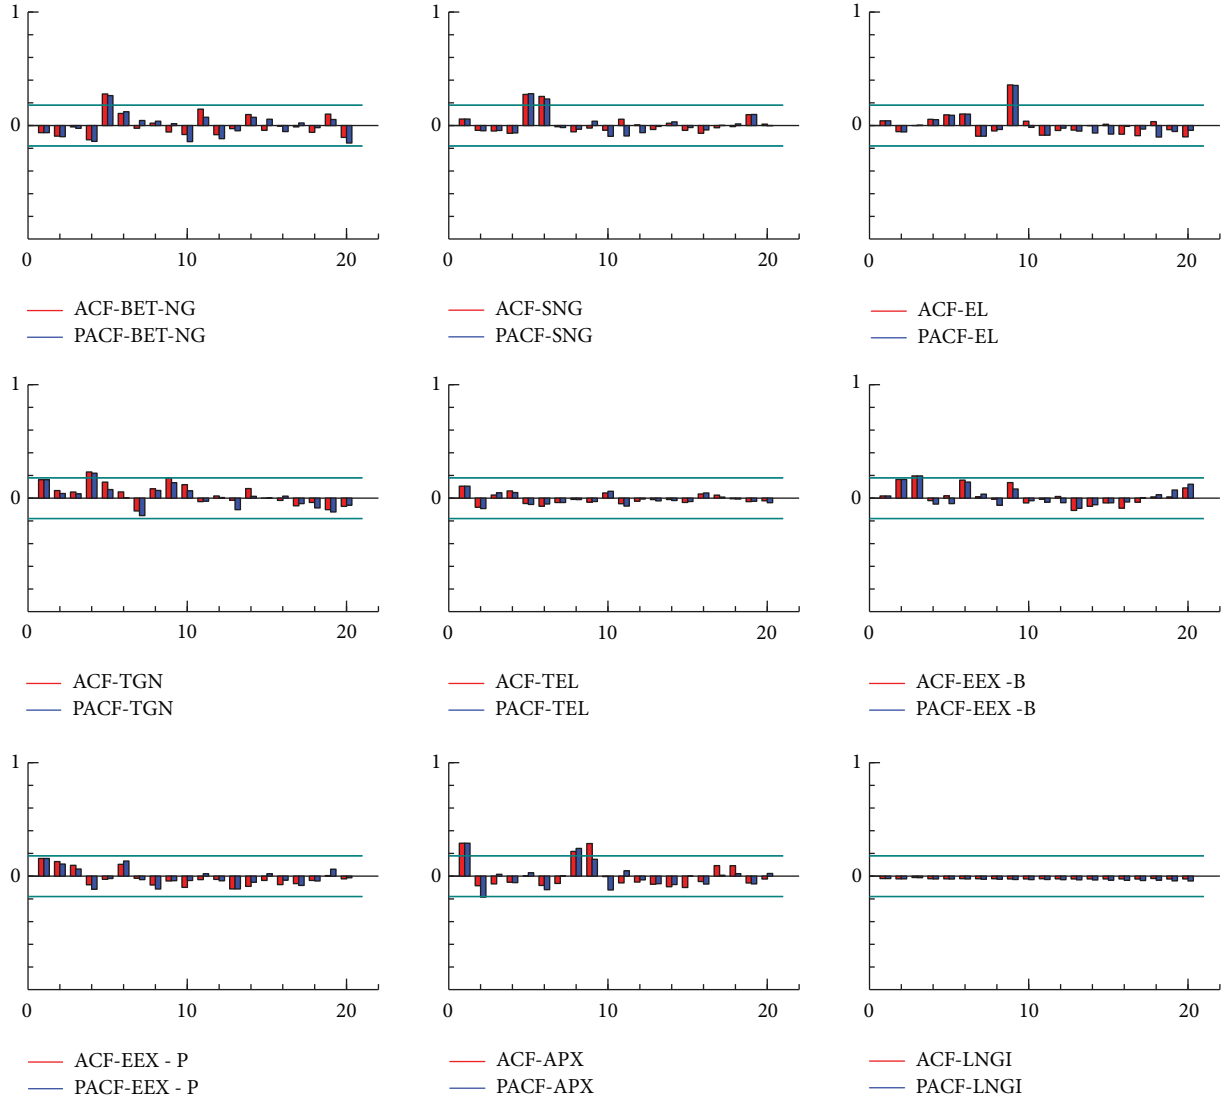 1
0
0 10 20
ACF-BET-NG
PACF-BET-NG
1
0
0 10 20
ACF-SNG
PACF-SNG
1
0
0 10 20
ACF-EL
PACF-EL
1
0
0 10 20
ACF-TGN
PACF-TGN
1
0
0 10 20
ACF-TEL
PACF-TEL
1
0
0 10 20
ACF-EEX -B
PACF-EEX -B
1
0
0 10 20
ACF-EEX - P
PACF-EEX - P
1
0
0 10 20
ACF-APX
PACF-APX
1
0
0 10 20
ACF-LNGI
PACF-LNGI